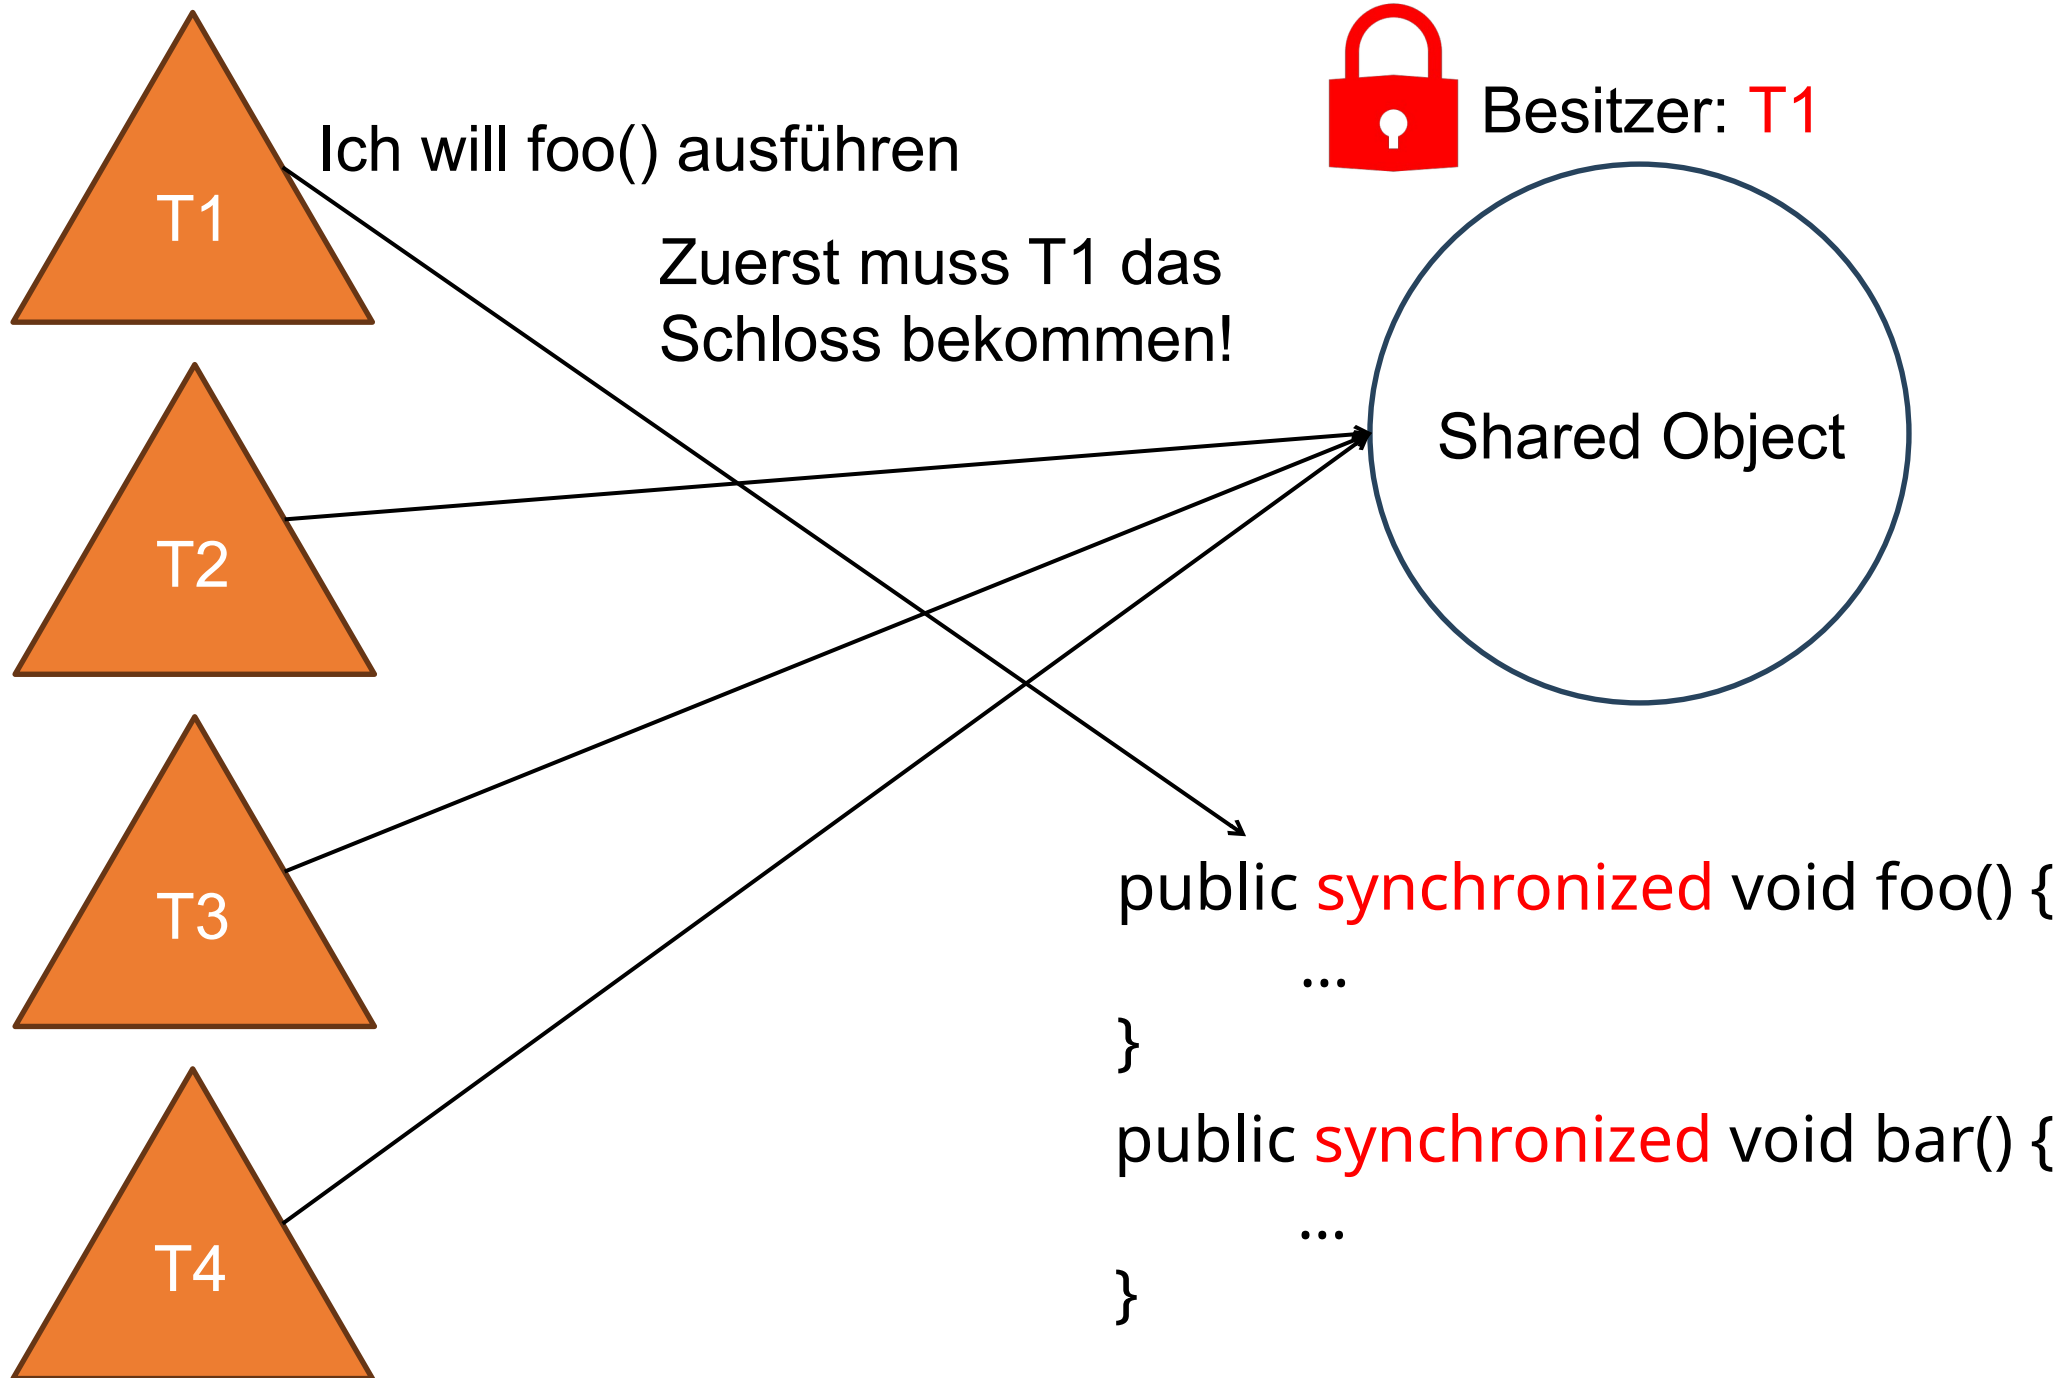 Besitzer: T1
Ich will foo() ausführen
T1
Zuerst muss T1 das
Schloss bekommen!
Shared Object
T2
T3
public synchronized void foo() {
...
}
public synchronized void bar() {
...
}
T4